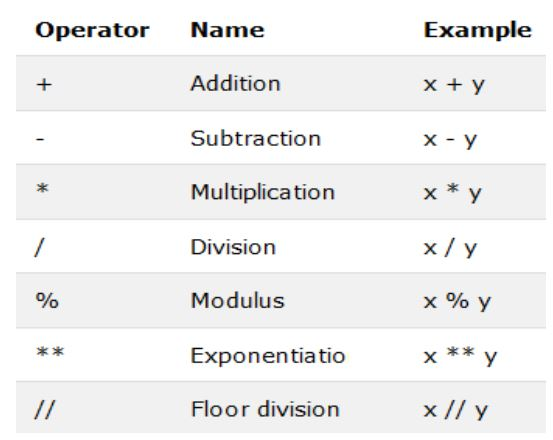 Operator Name Example
+ Addition x + y
- Subtraction x - y
* Multiplication x * y
/ Division x / y
% Modulus x % y
** Exponentiatio x ** y
// Floor division x // y